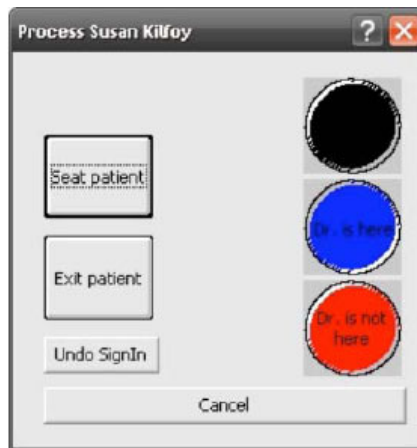 Process Susan Kilfoy
Seat patient
Dr. is here
Exit patient
Dr. is not
here
Undo SignIn
Cancel